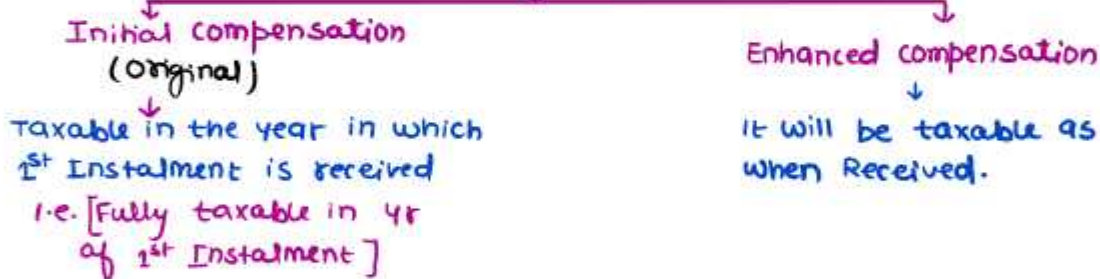 Initial compensation
(original)
Taxable in the year in which
1st Instalment is received
i.e. [Fully taxable in yr
of 1st Instalment]
Enhanced compensation
it will be taxable as
when Received.